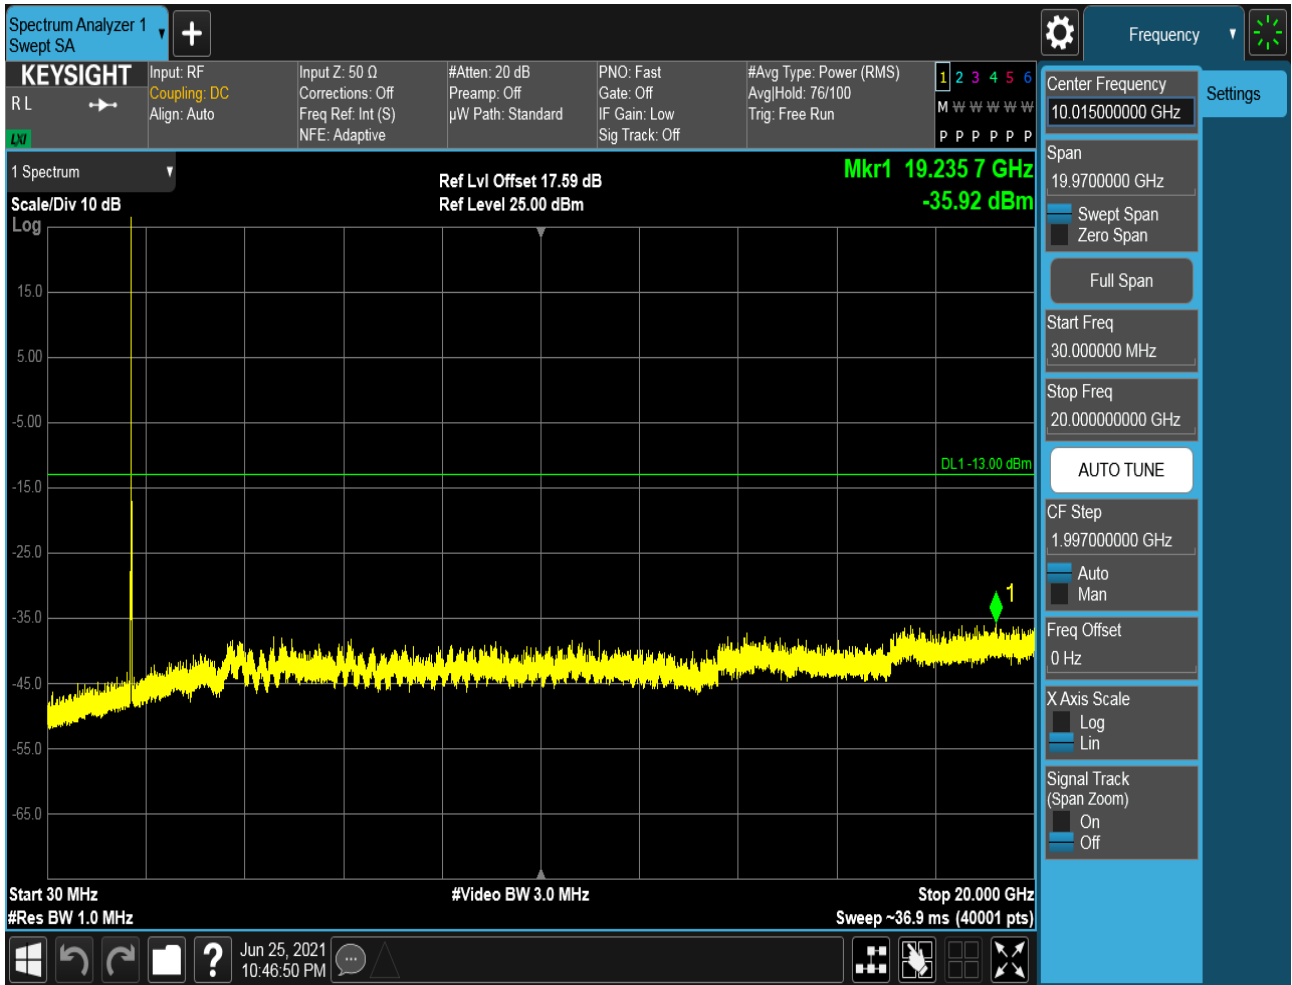 Spectrum Analyzer 1
Swept SA
Frequency
KEYSIGHT
R L
LXI
Input: RF
Coupling: DC
Align: Auto
Input Z: 50 Ω
Corrections: Off
Freq Ref: Int (S)
NFE: Adaptive
#Atten: 20 dB
Preamp: Off
µW Path: Standard
PNO: Fast
Gate: Off
IF Gain: Low
Sig Track: Off
#Avg Type: Power (RMS)
Avg|Hold: 76/100
Trig: Free Run
1 2 3 4 5 6
M W W W W W
P P P P P P
1 Spectrum
Scale/Div 10 dB
Log
Ref Lvl Offset 17.59 dB
Ref Level 25.00 dBm
Mkr1 19.235 7 GHz
-35.92 dBm
15.0
5.00
-5.00
-15.0
-25.0
-35.0
-45.0
-55.0
-65.0
DL1 -13.00 dBm
1
Start 30 MHz
#Res BW 1.0 MHz
#Video BW 3.0 MHz
Stop 20.000 GHz
Sweep ~36.9 ms (40001 pts)
Jun 25, 2021
10:46:50 PM
Center Frequency
10.015000000 GHz
Settings
Span
19.9700000 GHz
Swept Span
Zero Span
Full Span
Start Freq
30.000000 MHz
Stop Freq
20.000000000 GHz
AUTO TUNE
CF Step
1.997000000 GHz
Auto
Man
Freq Offset
0 Hz
X Axis Scale
Log
Lin
Signal Track
(Span Zoom)
On
Off